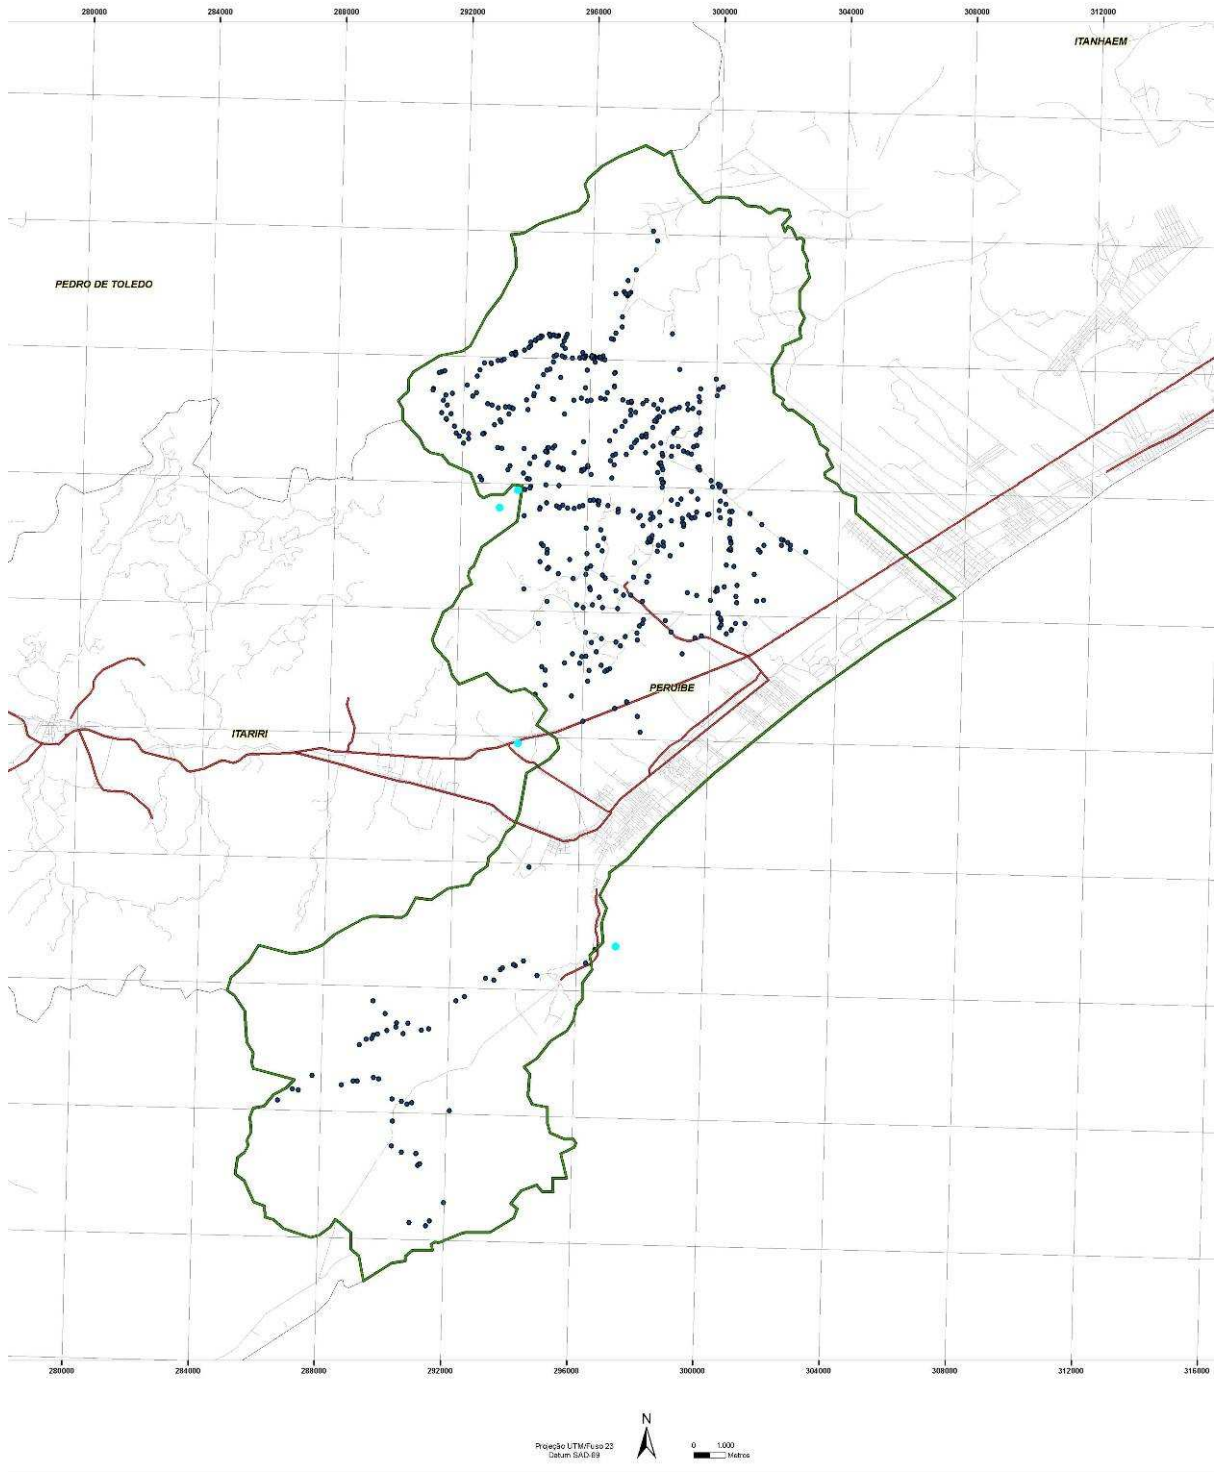 280000 284000 288000 292000 296000 300000 304000 308000 312000
ITANHAEM
PEDRO DE TOLEDO
PERUIBE
ITARIRI
280000 284000 288000 292000 296000 300000 304000 308000 312000 316000
N
Projeção UTM/Fuso 23
Datum SAD-69
0 1.000
Metros